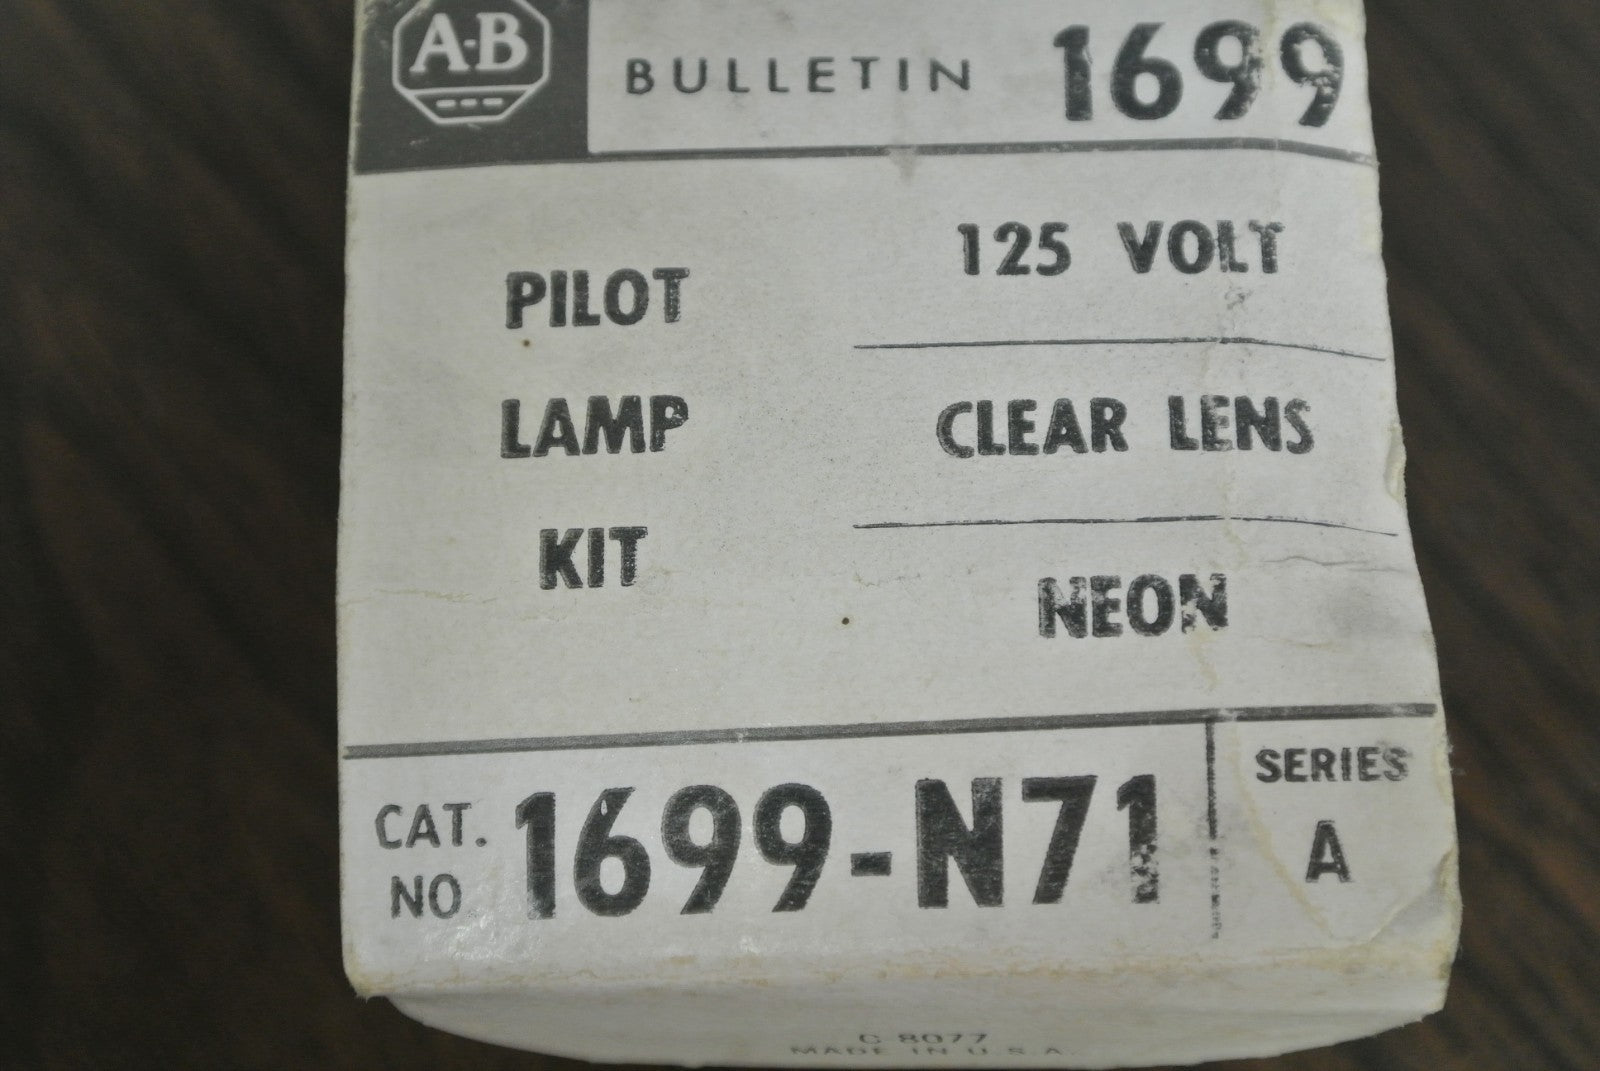 A-B
BULLETIN 1699
PILOT
LAMP
KIT
125 VOLT
CLEAR LENS
NEON
CAT.
NO
1699-N71
SERIES
A
C 8077
MADE IN U.S.A.